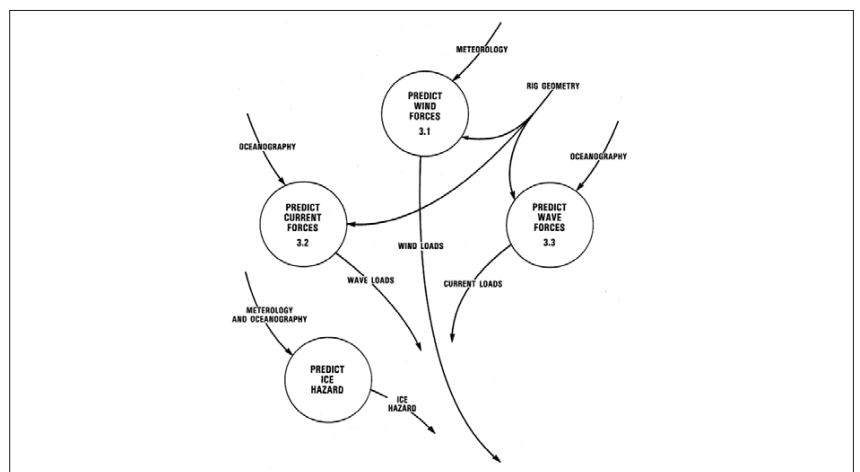 METEOROLOGY
RIG GEOMETRY
PREDICT
WIND
FORCES
3.1
OCEANOGRAPHY
OCEANOGRAPHY
PREDICT
CURRENT
FORCES
3.2
PREDICT
WAVE
FORCES
3.3
WIND LOADS
WAVE LOADS
CURRENT LOADS
METEROLOGY
AND OCEANOGRAPHY
PREDICT
ICE
HAZARD
ICE
HAZARD